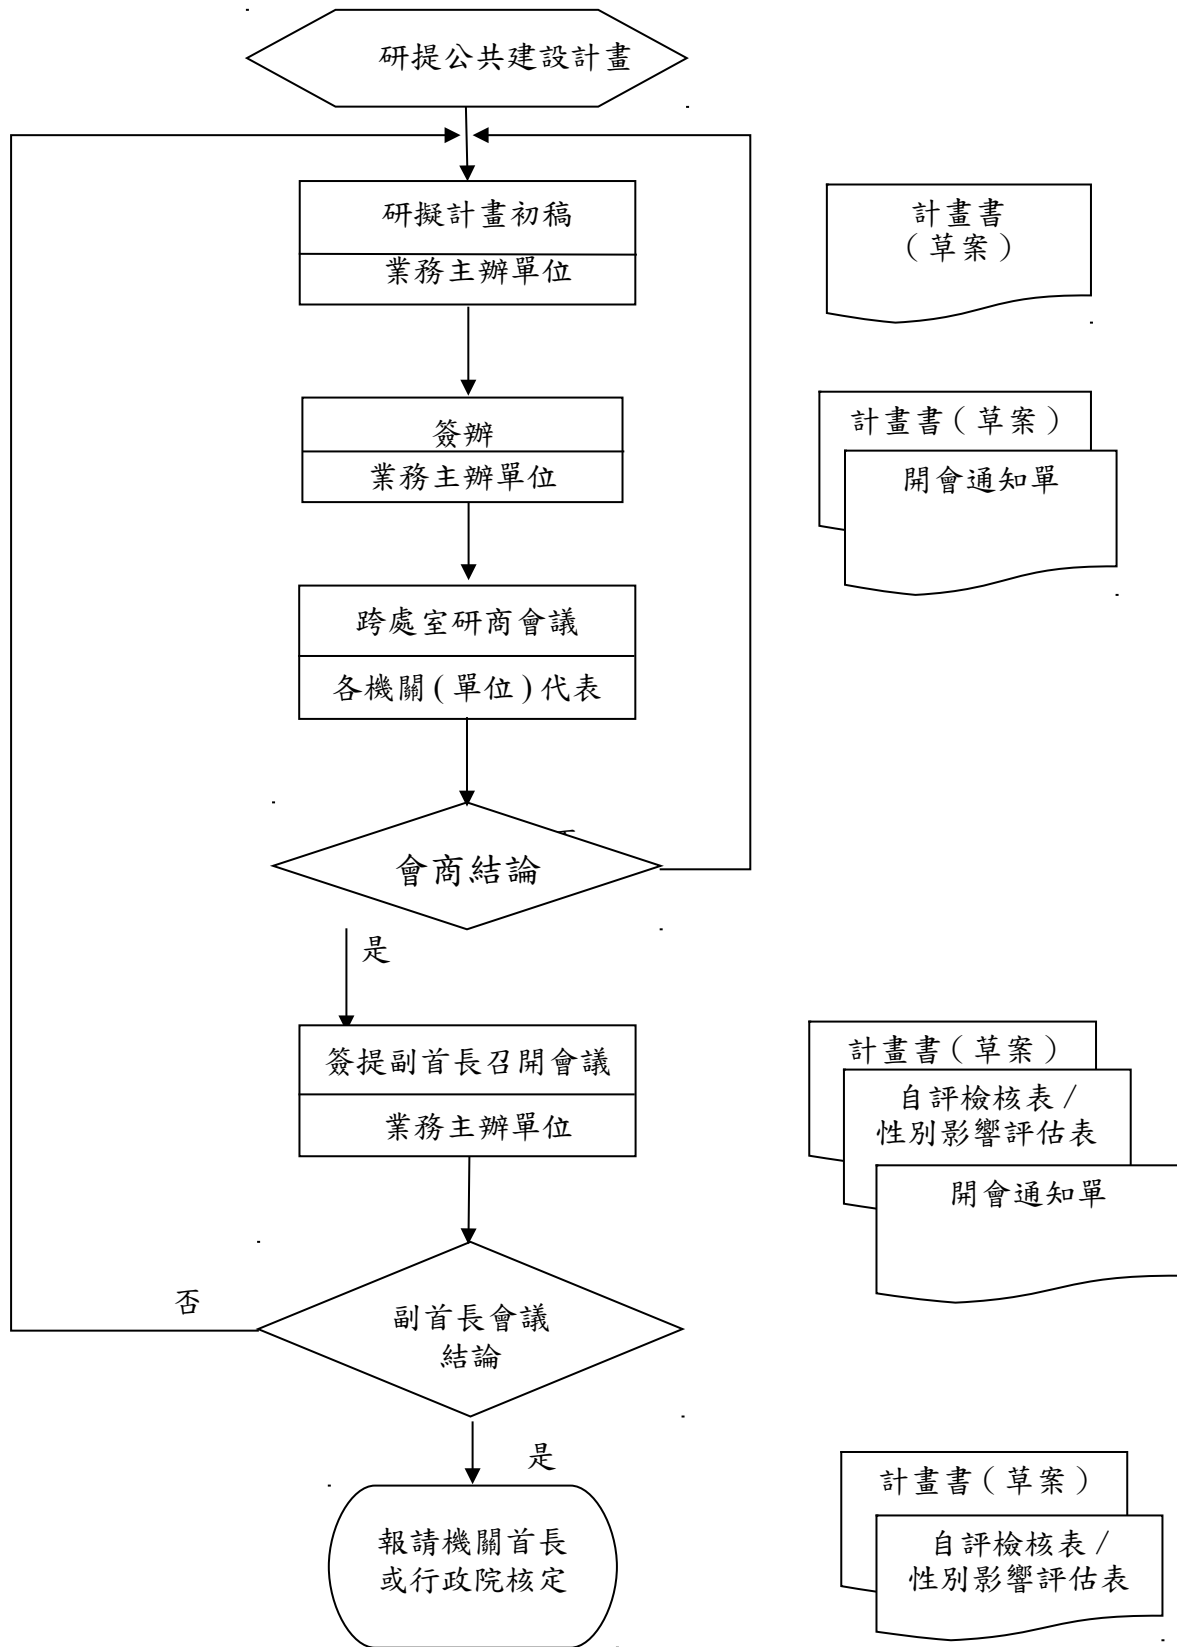 研提公共建設計畫
研擬計畫初稿
業務主辦單位
計畫書
（草案）
簽辦
業務主辦單位
計畫書（草案）
開會通知單
跨處室研商會議
各機關(單位)代表
會商結論
是
簽提副首長召開會議
業務主辦單位
計畫書（草案）
自評檢核表/
性別影響評估表
開會通知單
否
副首長會議
結論
是
報請機關首長
或行政院核定
計畫書（草案）
自評檢核表/
性別影響評估表